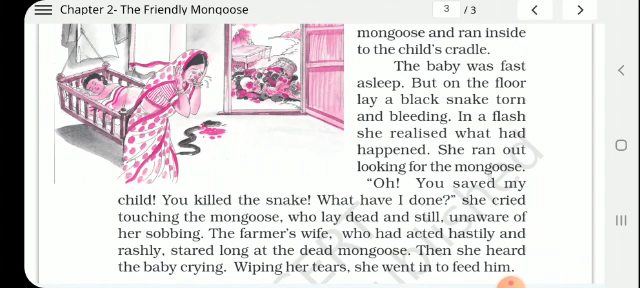 Chapter 2- The Friendly Mongoose
3 / 3
mongoose and ran inside
to the child's cradle.
The baby was fast
asleep. But on the floor
lay a black snake torn
and bleeding. In a flash
she realised what had
happened. She ran out
looking for the mongoose.
"Oh! You saved my
child! You killed the snake! What have I done?" she cried
touching the mongoose, who lay dead and still, unaware of
her sobbing. The farmer's wife, who had acted hastily and
rashly, stared long at the dead mongoose. Then she heard
the baby crying. Wiping her tears, she went in to feed him.